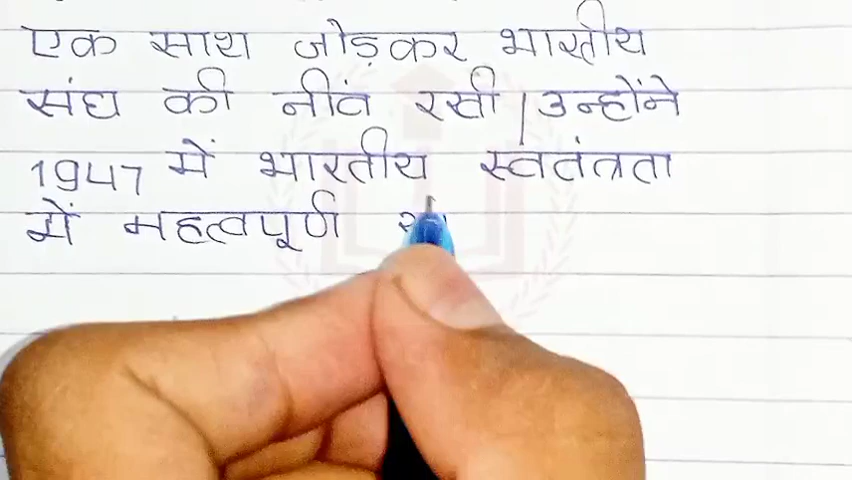 एक साथ जोड़कर भारतीय
संघ की नींव रखी। उन्होंने
1947 में भारतीय स्वतंत्रता
में महत्वपूर्ण